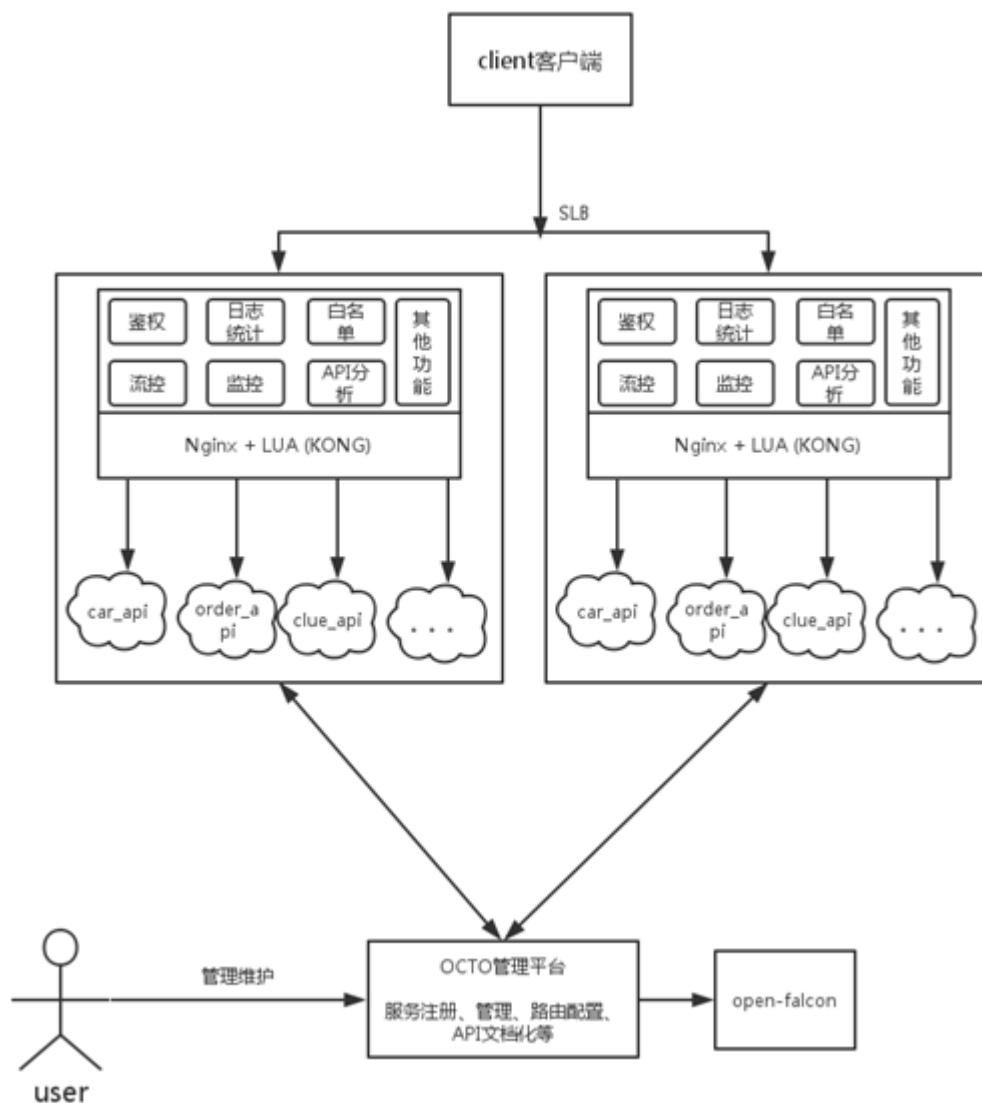 client客户端
SLB
鉴权
日志
统计
白名
单
其
他
功
能
流控
监控
API分
析
Nginx + LUA (KONG)
car_api
order_a
pi
clue_api
...
鉴权
日志
统计
白名
单
其
他
功
能
流控
监控
API分
析
Nginx + LUA (KONG)
car_api
order_a
pi
clue_api
...
管理维护
user
OCTO管理平台
服务注册、管理、路由配置、
API文档化等
open-falcon